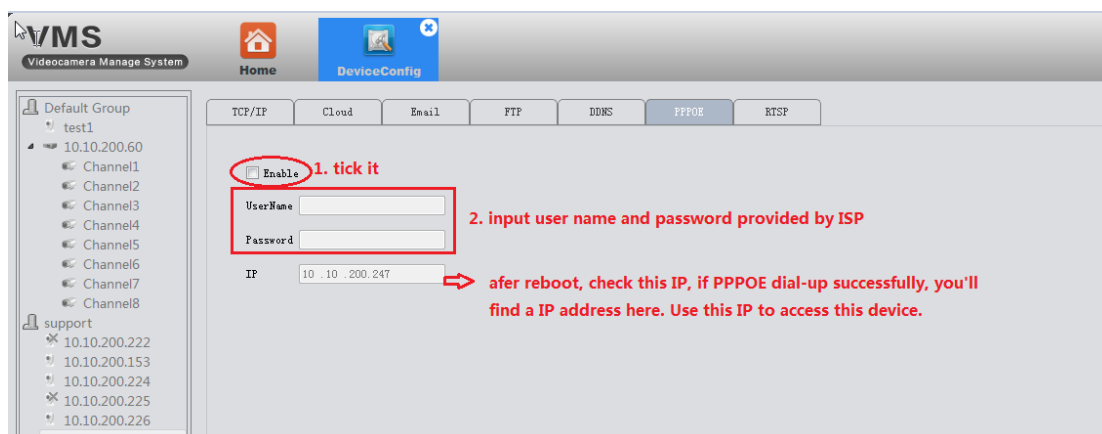 VMS
Videocamera Manage System
Home
DeviceConfig
Default Group
test1
10.10.200.60
Channel1
Channel2
Channel3
Channel4
Channel5
Channel6
Channel7
Channel8
support
10.10.200.222
10.10.200.153
10.10.200.224
10.10.200.225
10.10.200.226
TCP/IP Cloud Email FTP DDNS PPPOE RTSP
Enable 1. tick it
UserName
2. input user name and password provided by ISP
Password
IP 10 .10 .200.247
afer reboot, check this IP, if PPPOE dial-up successfully, you'll
find a IP address here. Use this IP to access this device.